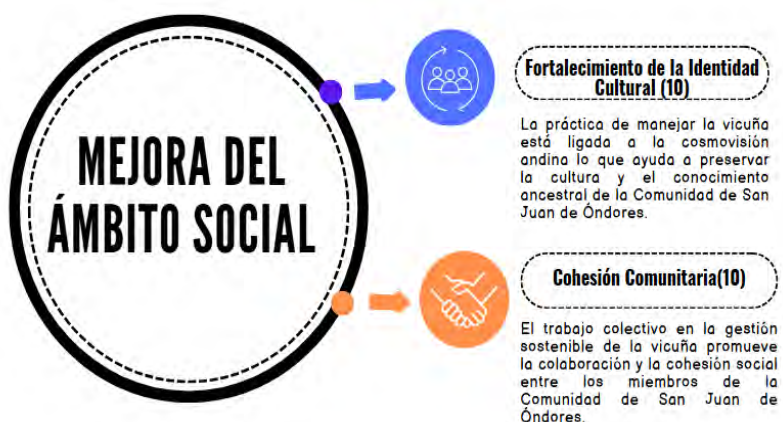 MEJORA DEL
ÁMBITO SOCIAL
Fortalecimiento de la Identidad
Cultural (10)
La práctica de manejar la vicuña
está ligada a la cosmovisión
andina lo que ayuda a preservar
la cultura y el conocimiento
ancestral de la Comunidad de San
Juan de Óndores.
Cohesión Comunitaria(10)
El trabajo colectivo en la gestión
sostenible de la vicuña promueve
la colaboración y la cohesión social
entre los miembros de la
Comunidad de San Juan de
Óndores.